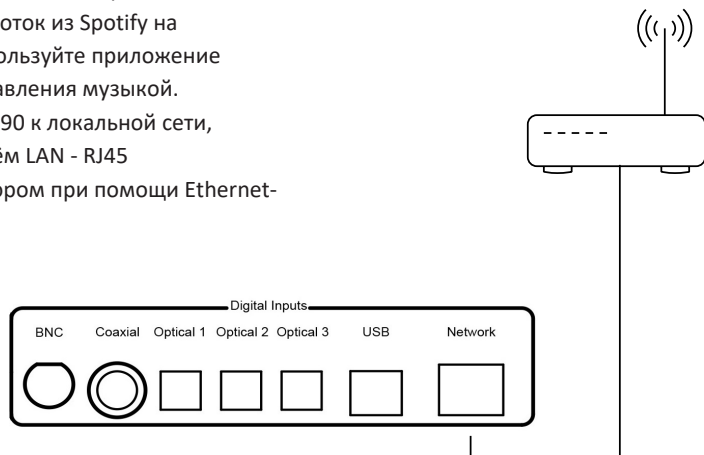 оток из Spotify на
ользуйте приложение
авления музыкой.
90 к локальной сети,
ём LAN - RJ45
ором при помощи Ethernet-
Digital Inputs
BNC Coaxial Optical 1 Optical 2 Optical 3 USB Network